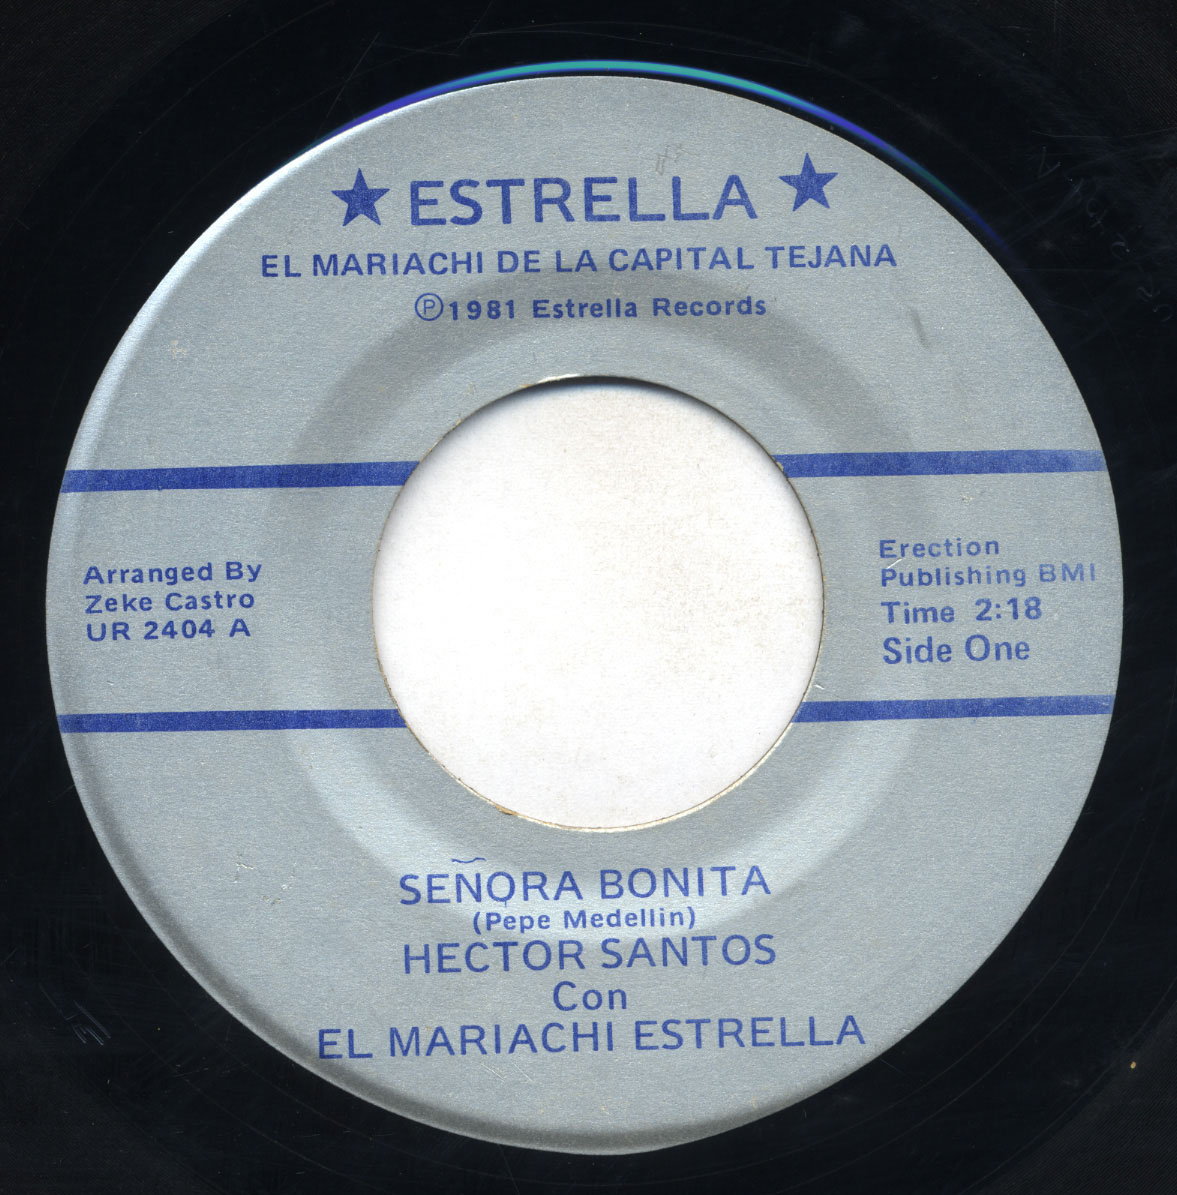 ★ ESTRELLA ★
EL MARIACHI DE LA CAPITAL TEJANA
Ⓟ1981 Estrella Records
Arranged By
Zeke Castro
UR 2404 A
Erection
Publishing BMI
Time 2:18
Side One
SEÑORA BONITA
(Pepe Medellin)
HECTOR SANTOS
Con
EL MARIACHI ESTRELLA